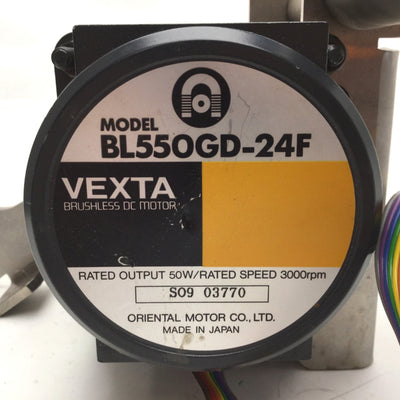 MODEL
BL550GD-24F
VEXTA
BRUSHLESS DC MOTOR
RATED OUTPUT 50W/RATED SPEED 3000rpm
S09 03770
ORIENTAL MOTOR CO., LTD.
MADE IN JAPAN